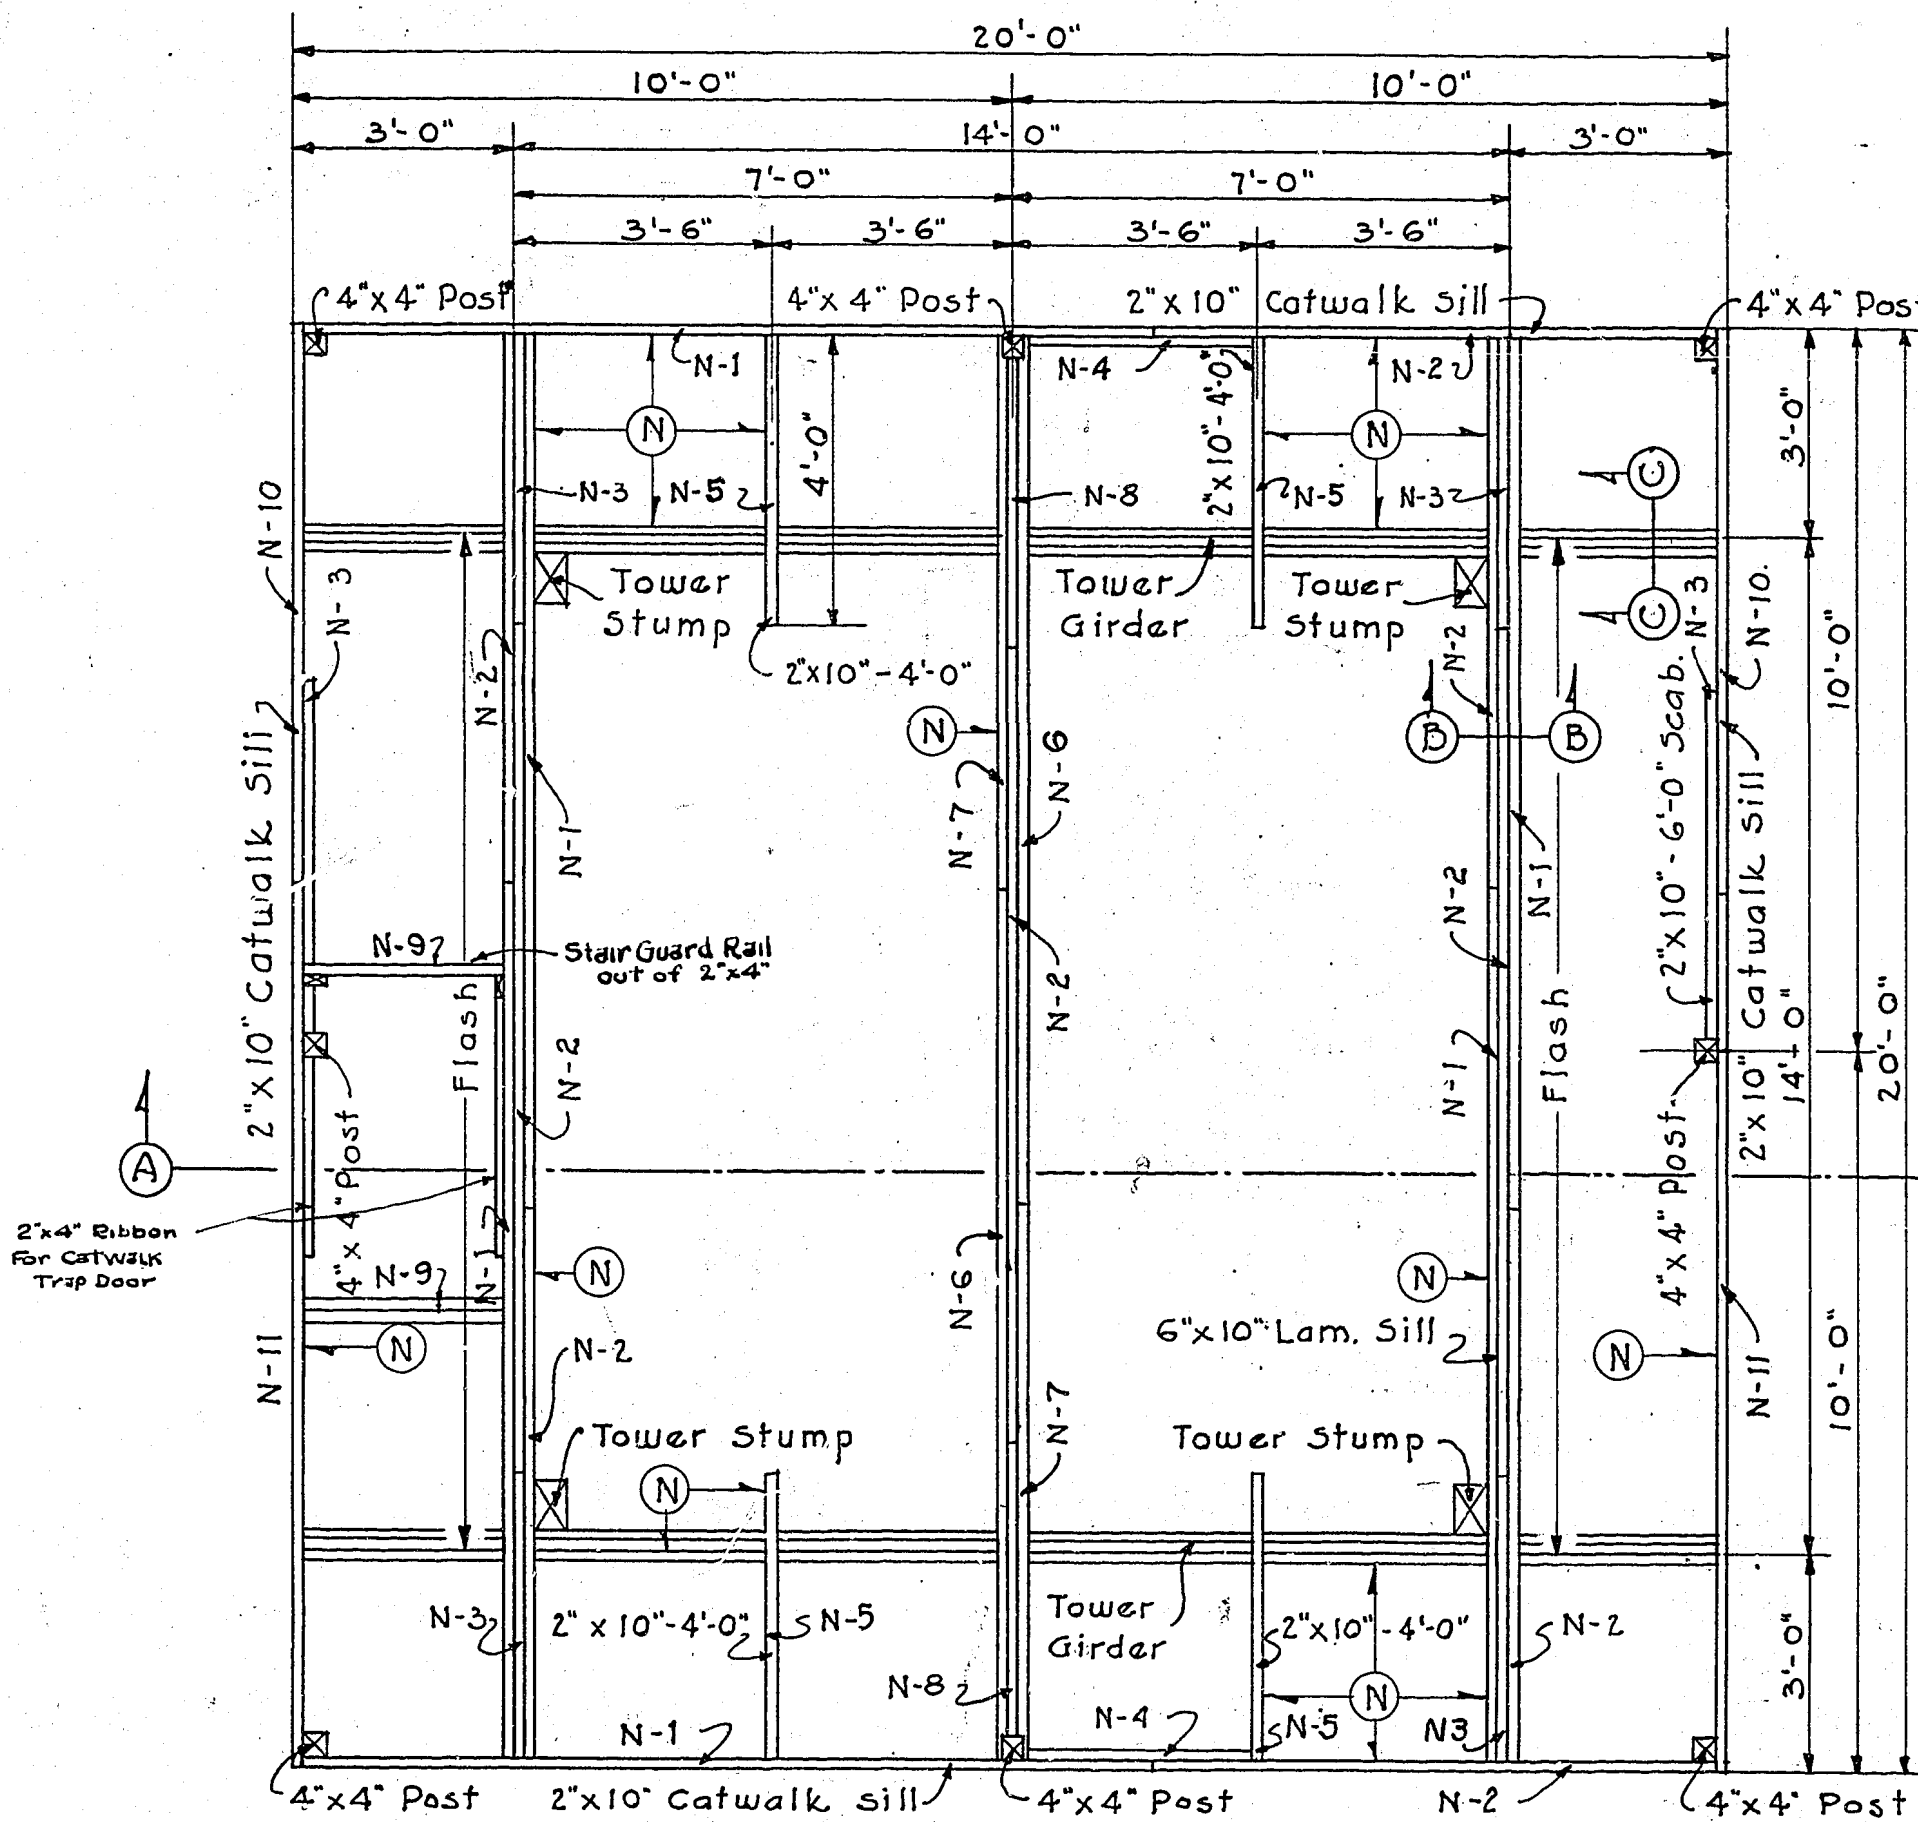 20'-0"
10'-0" 10'-0"
3'-0" 14'-0" 3'-0"
7'-0" 7'-0"
3'-6" 3'-6" 3'-6" 3'-6"
4"x4" Post 4"x4" Post 2"x10" Catwalk Sill 4"x4" Post
N-1 N-4 2"x10"-4'-0" N-2
N 4'-0" N 3'-0"
C
N-3 N-5 N-8 N-5 N-3
N-10
Tower
Stump
Tower
Girder
Tower
Stump
C
N-3
N-3
N-10.
N-2
2"x10"-4'-0"
N-2
10'-0"
N
B B
N-6
N-7
2"x10" Catwalk Sill
N-1
N-2
N-1
2"x10"-6'-0" Scab.
2"x10" Catwalk Sill
N-9
Stair Guard Rail
out of 2"x4"
Flash
N-2
Flash
14'-0"
20'-0"
N-2
N-1
A
4"x4" Post
4"x4" Post
2"x4" Ribbon
For Catwalk
Trap Door
N-9
N-1
N
N-6
N
6"x10" Lam. Sill
N
N-11
N
N-2
N-7
N-11
10'-0"
Tower Stump
Tower Stump
N
N-3 2"x10"-4'-0" N-5
Tower
Girder
2"x10"-4'-0" N-2
3'-0"
N-8
N
N-1 N-4 N-5 N3
4"x4" Post 2"x10" Catwalk Sill 4"x4" Post N-2 4"x4" Post